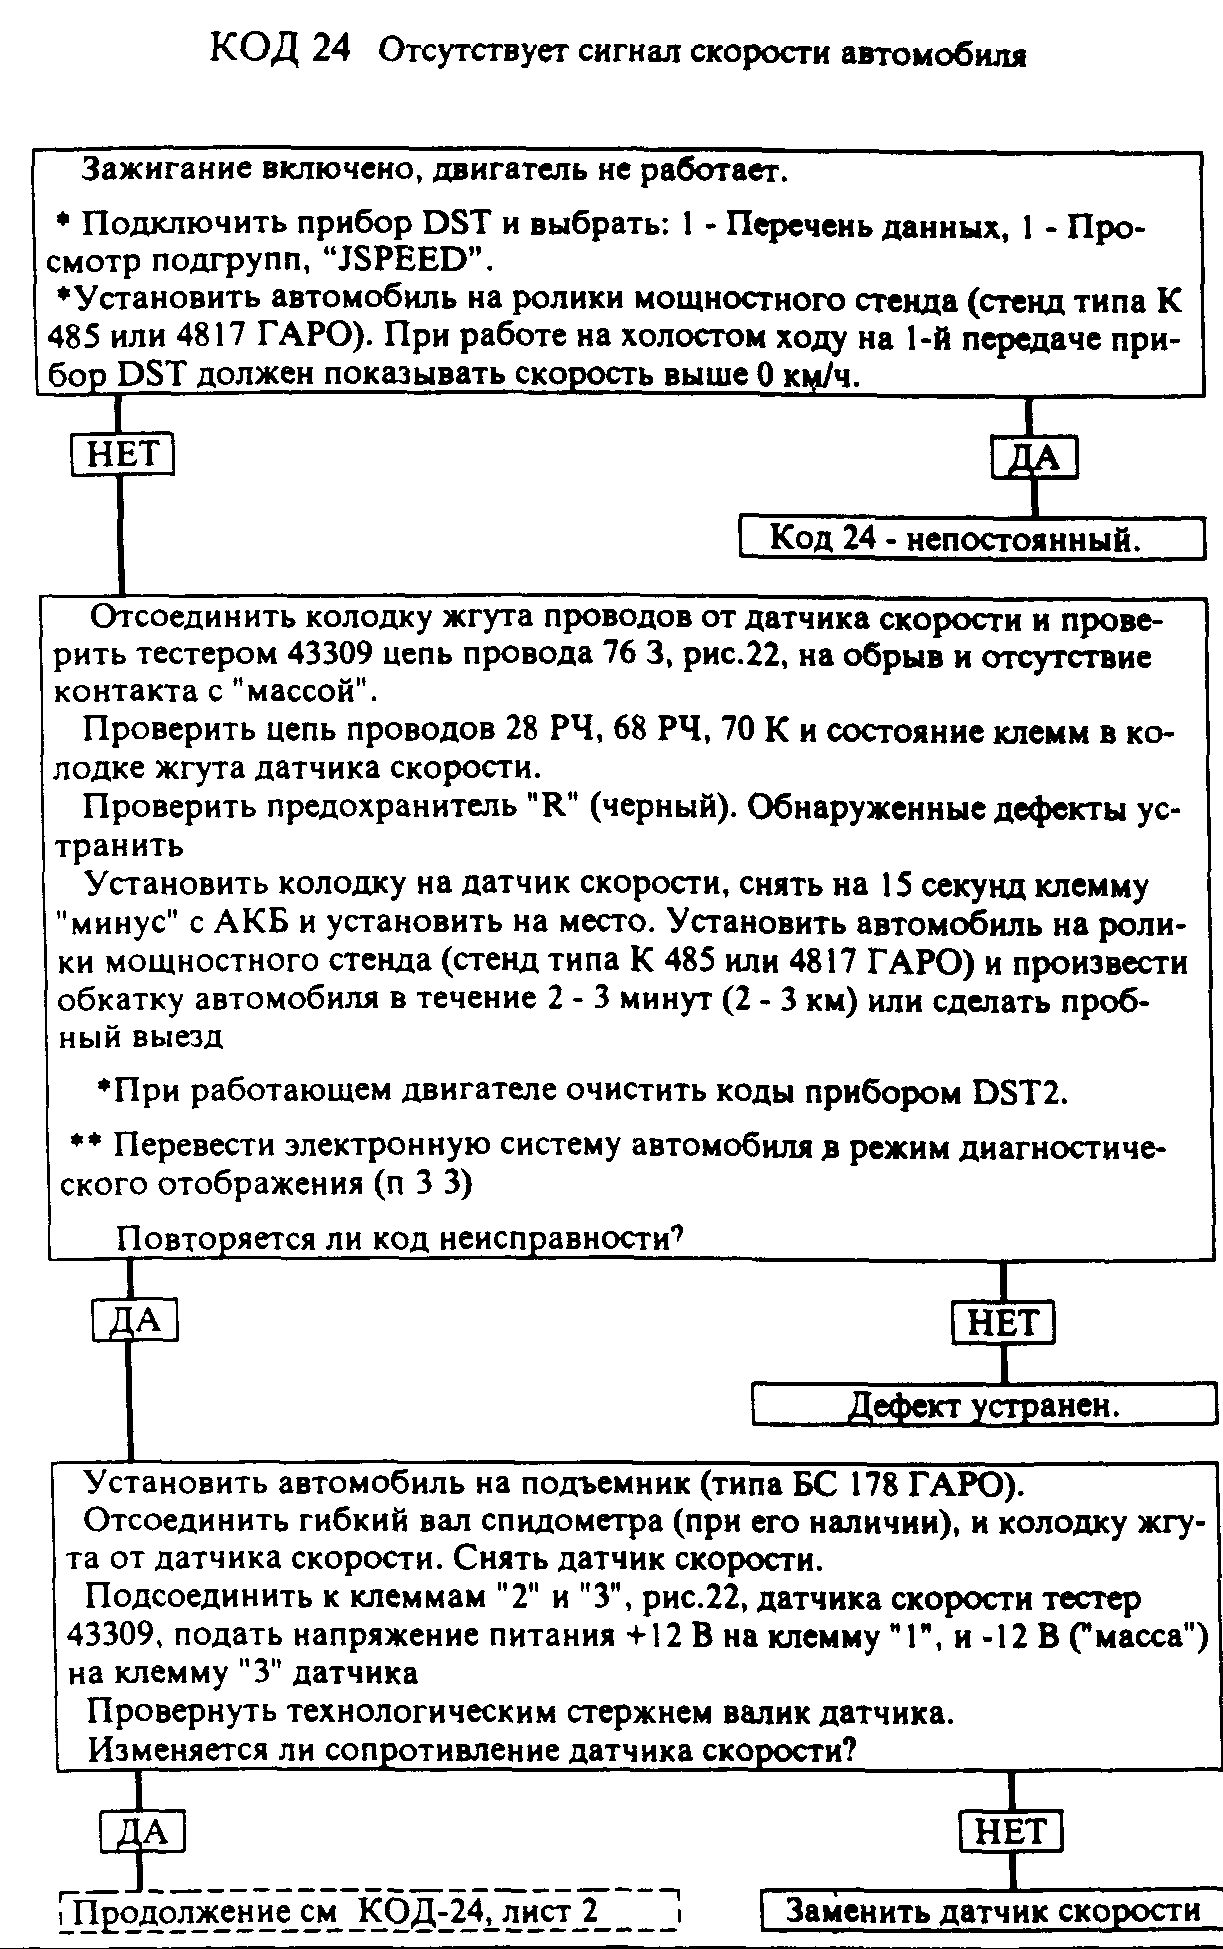 КОД 24 Отсутствует сигнал скорости автомобиля
Зажигание включено, двигатель не работает.
* Подключить прибор DST и выбрать: 1 - Перечень данных, 1 - Про-
смотр подгрупп, "JSPEED".
*Установить автомобиль на ролики мощностного стенда (стенд типа К
485 или 4817 ГАРО). При работе на холостом ходу на 1-й передаче при-
бор DST должен показывать скорость выше 0 км/ч.
НЕТ
ДА
Код 24 - непостоянный.
Отсоединить колодку жгута проводов от датчика скорости и прове-
рить тестером 43309 цепь провода 76 З, рис.22, на обрыв и отсутствие
контакта с "массой".
Проверить цепь проводов 28 РЧ, 68 РЧ, 70 К и состояние клемм в ко-
лодке жгута датчика скорости.
Проверить предохранитель "R" (черный). Обнаруженные дефекты ус-
транить
Установить колодку на датчик скорости, снять на 15 секунд клемму
"минус" с АКБ и установить на место. Установить автомобиль на роли-
ки мощностного стенда (стенд типа К 485 или 4817 ГАРО) и произвести
обкатку автомобиля в течение 2 - 3 минут (2 - 3 км) или сделать проб-
ный выезд
*При работающем двигателе очистить коды прибором DST2.
** Перевести электронную систему автомобиля в режим диагностиче-
ского отображения (п 3 3)
Повторяется ли код неисправности?
ДА
НЕТ
Дефект устранен.
Установить автомобиль на подъемник (типа БС 178 ГАРО).
Отсоединить гибкий вал спидометра (при его наличии), и колодку жгу-
та от датчика скорости. Снять датчик скорости.
Подсоединить к клеммам "2" и "3", рис.22, датчика скорости тестер
43309, подать напряжение питания +12 В на клемму "1", и -12 В ("масса")
на клемму "3" датчика
Провернуть технологическим стержнем валик датчика.
Изменяется ли сопротивление датчика скорости?
ДА
НЕТ
Продолжение см КОД-24, лист 2
Заменить датчик скорости